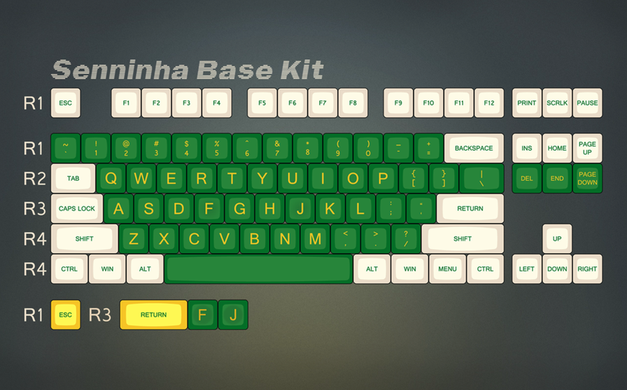 Senninha Base Kit
R1 ESC F1 F2 F3 F4 F5 F6 F7 F8 F9 F10 F11 F12 PRINT SCRLK PAUSE
R1 ~ ! 1 @ 2 # 3 $ 4 % 5 ^ 6 & 7 * 8 ( 9 ) 0 BACKSPACE INS HOME PAGE UP
R2 TAB Q W E R T Y U I O P { [ } ] | \ DEL END PAGE DOWN
R3 CAPS LOCK A S D F G H J K L RETURN
R4 SHIFT Z X C V B N M < , > . ? / SHIFT UP
R4 CTRL WIN ALT ALT WIN MENU CTRL LEFT DOWN RIGHT
R1 ESC R3 RETURN F J